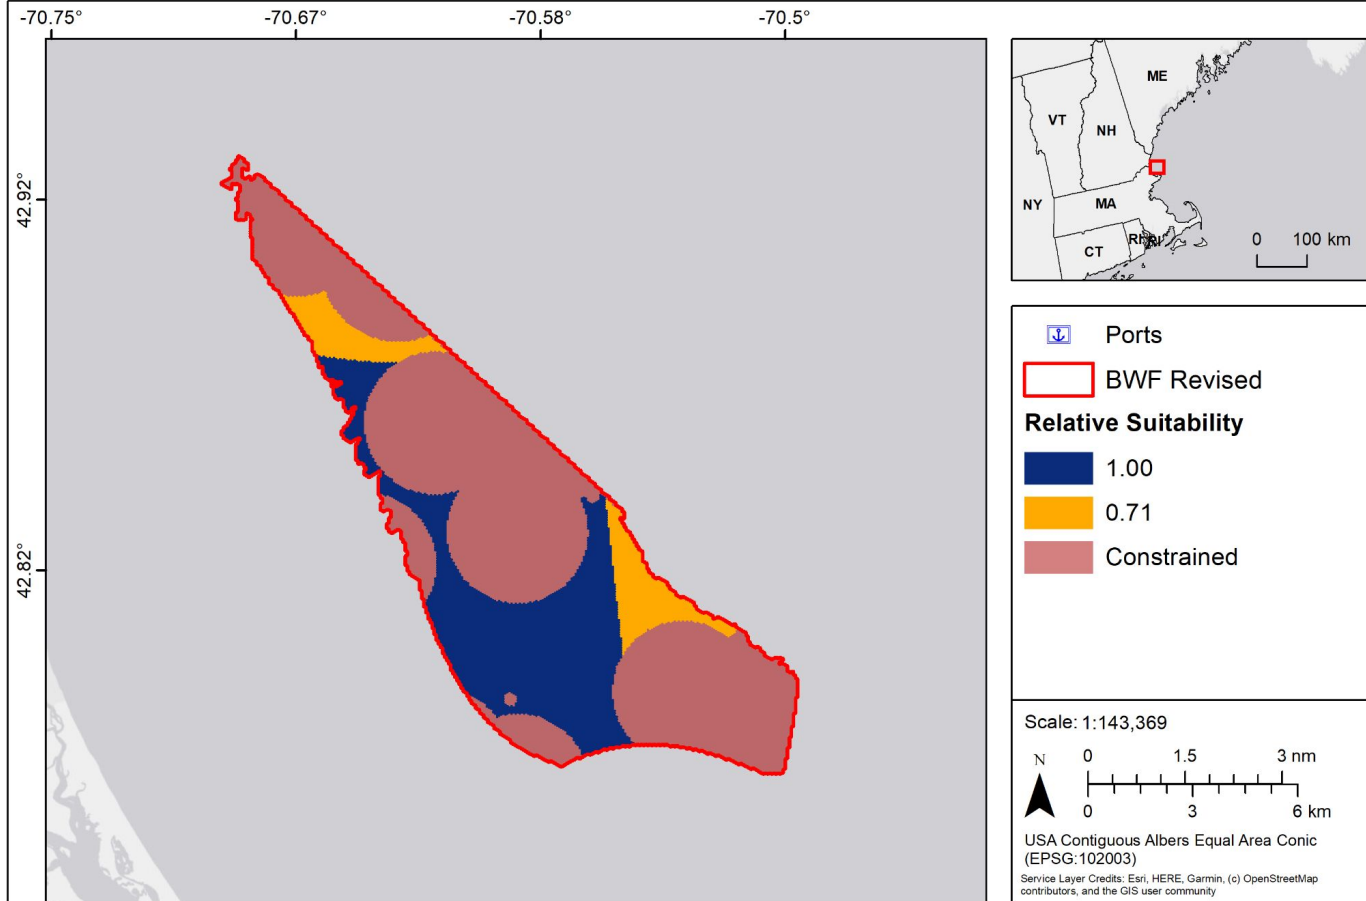 -70.75° -70.67° -70.58° -70.5°
42.92°
42.82°
ME
VT
NH
NY
MA
CT
RI
RI
0 100 km
Ports
BWF Revised
Relative Suitability
1.00
0.71
Constrained
Scale: 1:143,369
N
0 1.5 3 nm
0 3 6 km
USA Contiguous Albers Equal Area Conic
(EPSG:102003)
Service Layer Credits: Esri, HERE, Garmin, (c) OpenStreetMap
contributors, and the GIS user community